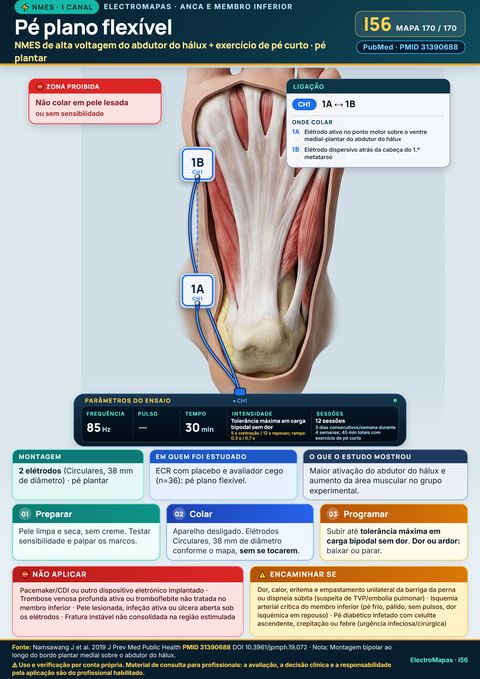 ⚡ NMES · 1 CANAL
ELECTROMAPAS · ANCA E MEMBRO INFERIOR
Pé plano flexível
NMES de alta voltagem do abdutor do hálux + exercício de pé curto · pé
plantar
I56 MAPA 170 / 170
PubMed · PMID 31390688
⛔ ZONA PROIBIDA
Não colar em pele lesada
ou sem sensibilidade
LIGAÇÃO
CH1 1A ↔ 1B
ONDE COLAR
1A Elétrodo ativo no ponto motor sobre o ventre
medial-plantar do abdutor do hálux
1B Elétrodo dispersivo atrás da cabeça do 1.º
metatarso
1B
CH1
1A
CH1
CH1
PARÂMETROS DO ENSAIO
FREQUÊNCIA
85 Hz
PULSO
—
TEMPO
30 min
INTENSIDADE
Tolerância máxima em carga
bipodal sem dor
5 s contração / 12 s repouso; rampa
0,3 s / 0,7 s
SESSÕES
12 sessões
3 dias consecutivos/semana durante
4 semanas; 45 min totais com
exercício de pé curto
MONTAGEM
2 elétrodos (Circulares, 38 mm
de diâmetro) · pé plantar
EM QUEM FOI ESTUDADO
ECR com placebo e avaliador cego
(n=36): pé plano flexível.
O QUE O ESTUDO MOSTROU
Maior ativação do abdutor do hálux e
aumento da área muscular no grupo
experimental.
01 Preparar
Pele limpa e seca, sem creme. Testar
sensibilidade e palpar os marcos.
02 Colar
Aparelho desligado. Elétrodos
Circulares, 38 mm de diâmetro
conforme o mapa, sem se tocarem.
03 Programar
Subir até tolerância máxima em
carga bipodal sem dor. Dor ou ardor:
baixar ou parar.
⛔ NÃO APLICAR
Pacemaker/CDI ou outro dispositivo eletrónico implantado ·
Trombose venosa profunda ativa ou tromboflebite não tratada no
membro inferior · Pele lesionada, infeção ativa ou úlcera aberta sob
os elétrodos · Fratura instável não consolidada na região estimulada
⚠ ENCAMINHAR SE
Dor, calor, eritema e empastamento unilateral da barriga da perna
ou dispneia súbita (suspeita de TVP/embolia pulmonar) · Isquemia
arterial crítica do membro inferior (pé frio, pálido, sem pulsos, dor
isquémica em repouso) · Pé diabético infetado com celulite
ascendente, crepitação ou febre (urgência infeciosa/cirúrgica)
Fonte: Namsawang J et al. 2019 J Prev Med Public Health PMID 31390688 DOI 10.3961/jpmph.19.072 · Nota: Montagem bipolar ao
longo do bordo plantar medial sobre o abdutor do hálux.
⚠ Uso e verificação por conta própria. Material de consulta para profissionais: a avaliação, a decisão clínica e a responsabilidade
pela aplicação são do profissional habilitado.
ElectroMapas · I56